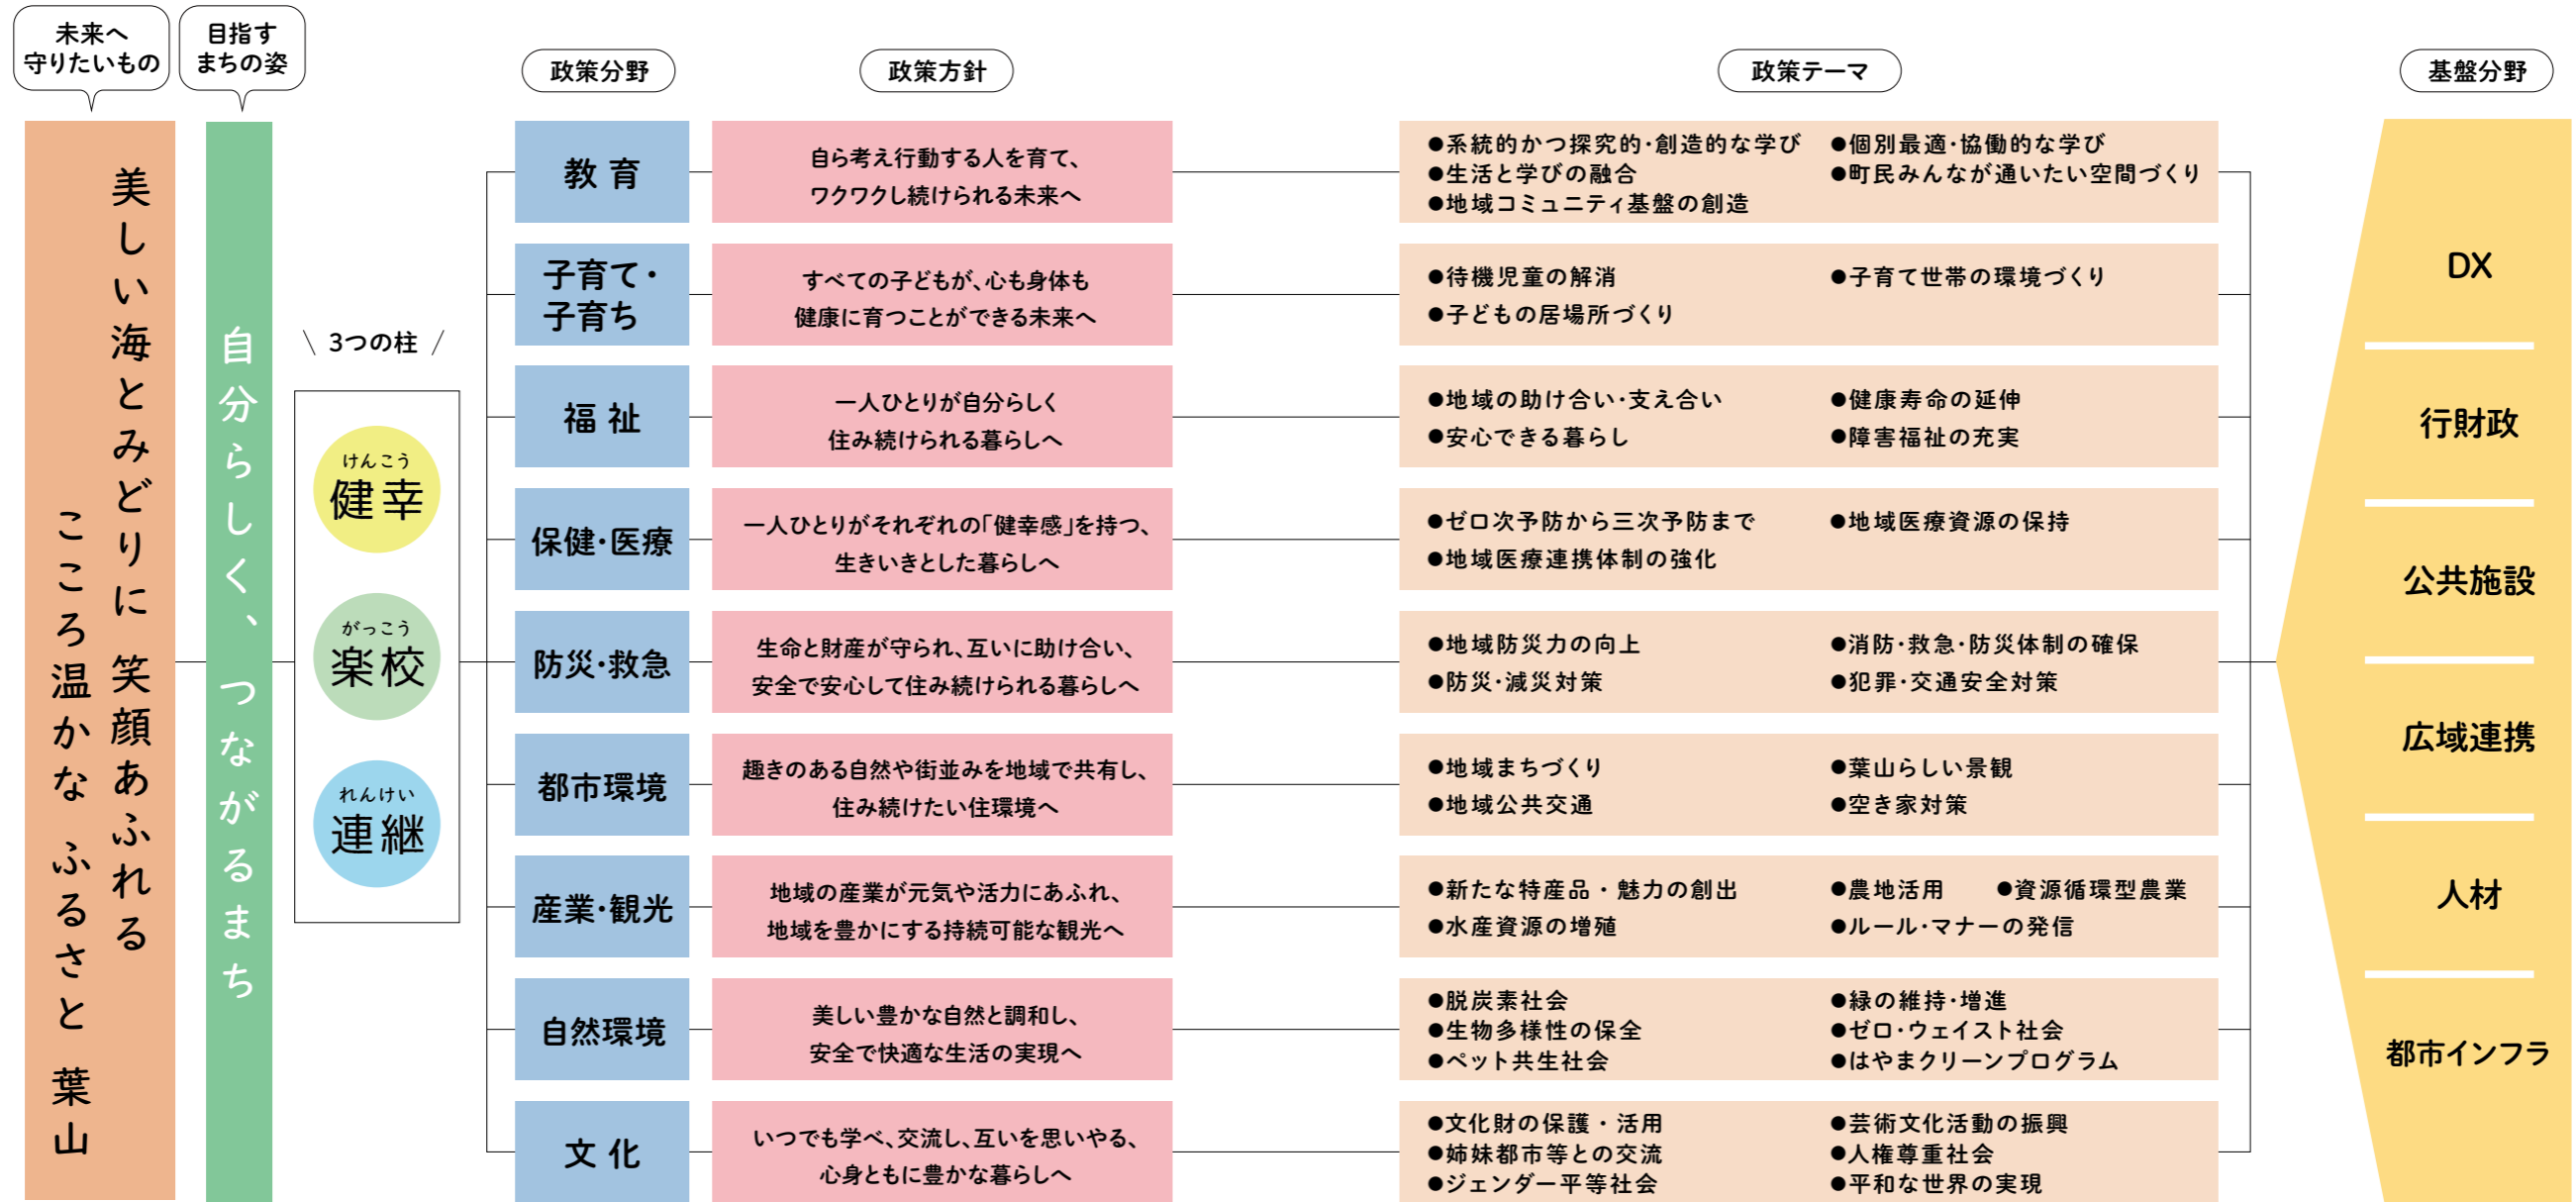 未来へ
守りたいもの
目指す
まちの姿
政策分野
政策方針
政策テーマ
基盤分野
美しい海とみどりに 笑顔あふれる
こころ温かな ふるさと 葉山
自分らしく、つながるまち
3つの柱
けんこう
健幸
がっこう
楽校
れんけい
連継
教育
自ら考え行動する人を育て、
ワクワクし続けられる未来へ
●系統的かつ探究的・創造的な学び ●個別最適・協働的な学び
●生活と学びの融合 ●町民みんなが通いたい空間づくり
●地域コミュニティ基盤の創造
子育て・
子育ち
すべての子どもが、心も身体も
健康に育つことができる未来へ
●待機児童の解消 ●子育て世帯の環境づくり
●子どもの居場所づくり
福祉
一人ひとりが自分らしく
住み続けられる暮らしへ
●地域の助け合い・支え合い ●健康寿命の延伸
●安心できる暮らし ●障害福祉の充実
保健・医療
一人ひとりがそれぞれの「健幸感」を持つ、
生きいきとした暮らしへ
●ゼロ次予防から三次予防まで ●地域医療資源の保持
●地域医療連携体制の強化
防災・救急
生命と財産が守られ、互いに助け合い、
安全で安心して住み続けられる暮らしへ
●地域防災力の向上 ●消防・救急・防災体制の確保
●防災・減災対策 ●犯罪・交通安全対策
都市環境
趣きのある自然や街並みを地域で共有し、
住み続けたい住環境へ
●地域まちづくり ●葉山らしい景観
●地域公共交通 ●空き家対策
産業・観光
地域の産業が元気や活力にあふれ、
地域を豊かにする持続可能な観光へ
●新たな特産品・魅力の創出 ●農地活用 ●資源循環型農業
●水産資源の増殖 ●ルール・マナーの発信
自然環境
美しい豊かな自然と調和し、
安全で快適な生活の実現へ
●脱炭素社会 ●緑の維持・増進
●生物多様性の保全 ●ゼロ・ウェイスト社会
●ペット共生社会 ●はやまクリーンプログラム
文化
いつでも学べ、交流し、互いを思いやる、
心身ともに豊かな暮らしへ
●文化財の保護・活用 ●芸術文化活動の振興
●姉妹都市等との交流 ●人権尊重社会
●ジェンダー平等社会 ●平和な世界の実現
DX
行財政
公共施設
広域連携
人材
都市インフラ